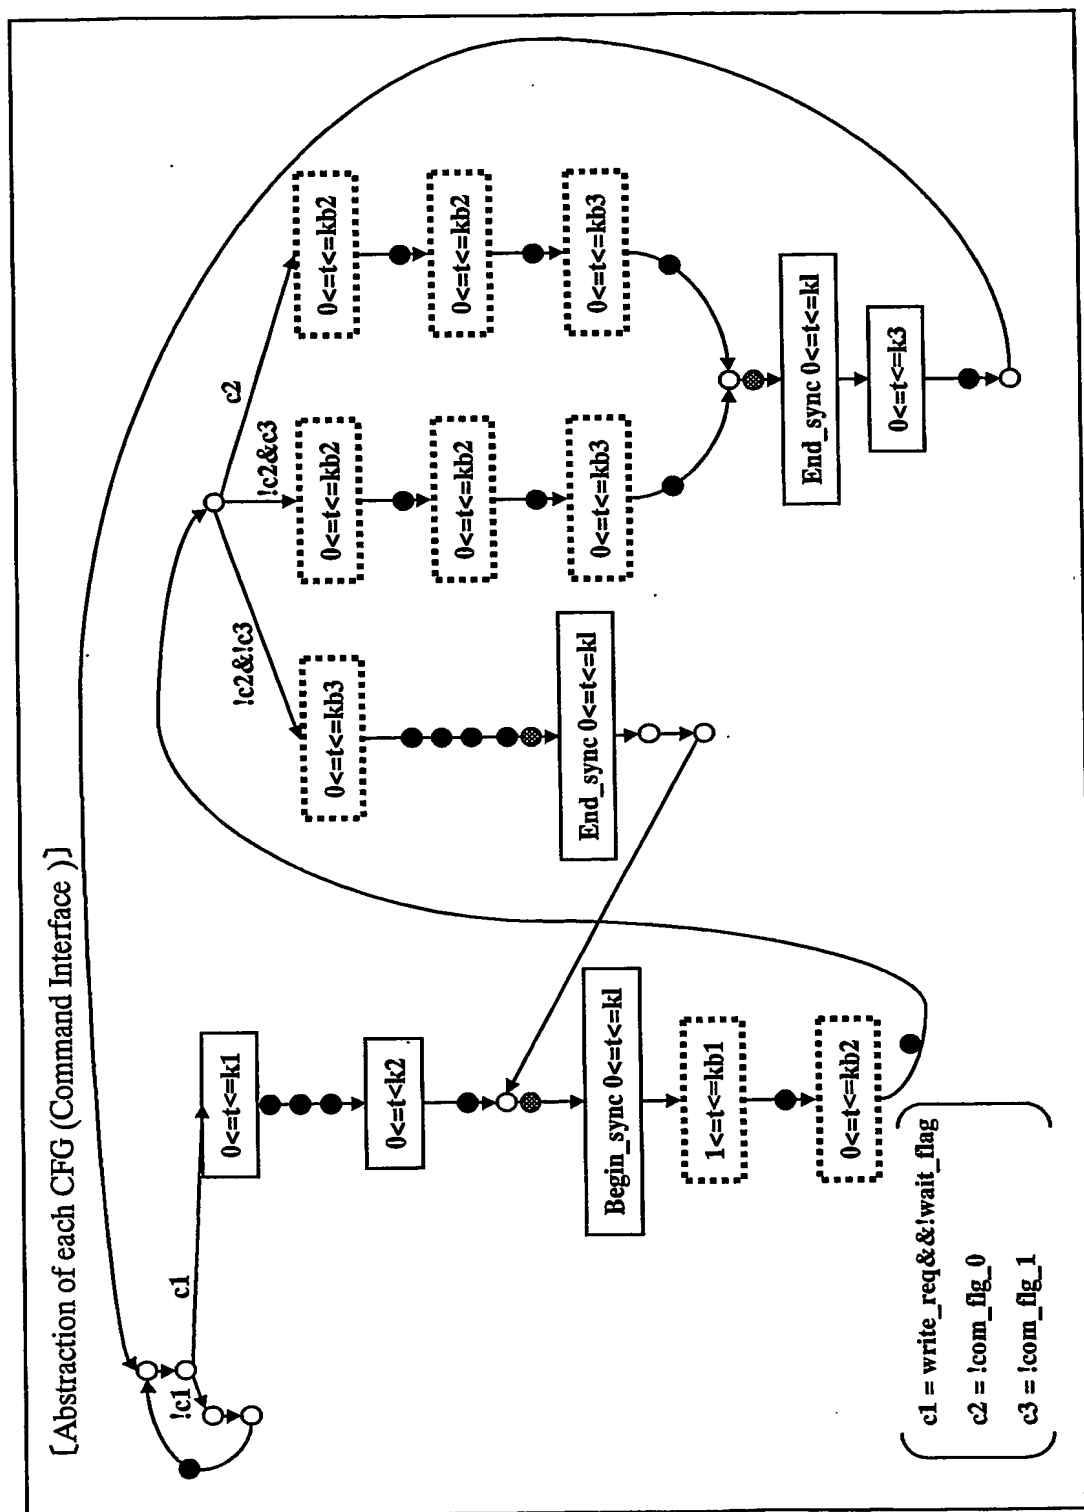 [Abstraction of each CFG (Command Interface )]
!c1
c1
0<=t<=k1
0<=t<k2
Begin_sync 0<=t<=kl
1<=t<=kb1
0<=t<=kb2
!c2&!c3
0<=t<=kb3
End_sync 0<=t<=kl
!c2&c3
0<=t<=kb2
0<=t<=kb2
0<=t<=kb3
c2
0<=t<=kb2
0<=t<=kb2
0<=t<=kb3
End_sync 0<=t<=kl
0<=t<=k3
c1 = write_req&&!wait_flag
c2 = !com_flg_0
c3 = !com_flg_1